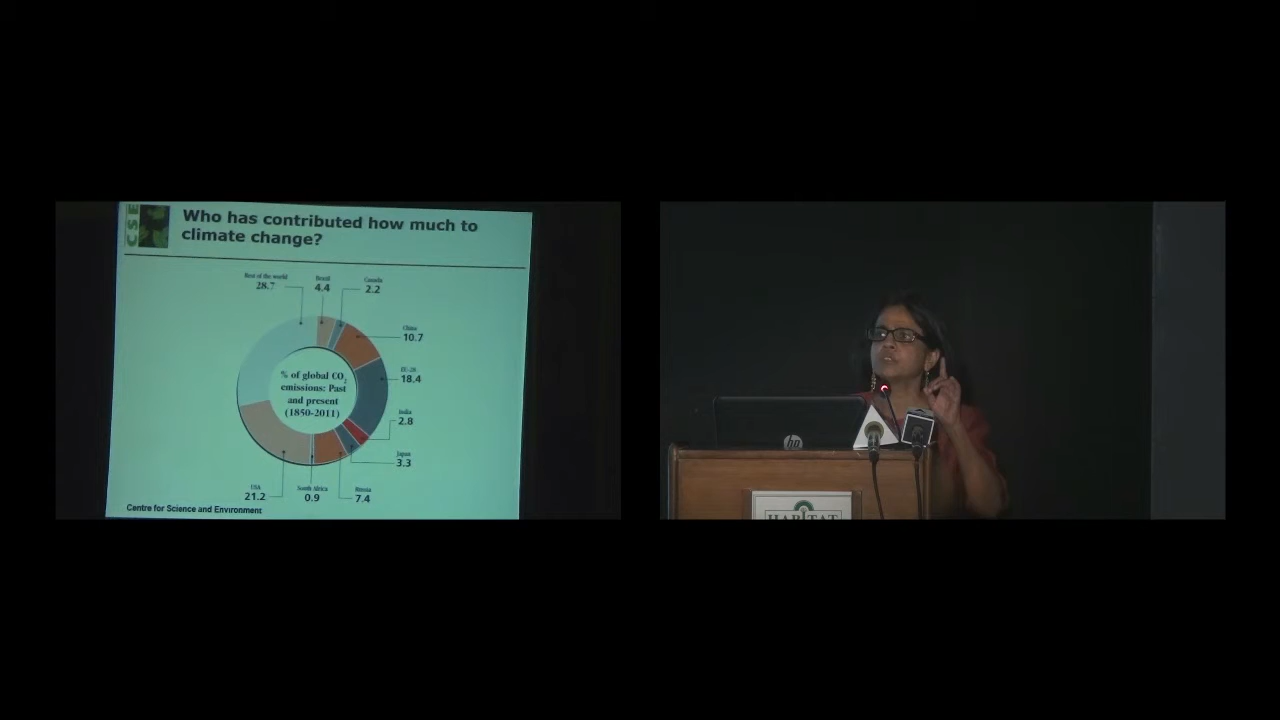 CSE
Who has contributed how much to
climate change?
Rest of the world
28.7
Brazil
4.4
Canada
2.2
China
10.7
EU-28
18.4
India
2.8
Japan
3.3
Russia
7.4
South Africa
0.9
USA
21.2
% of global CO2
emissions: Past
and present
(1850-2011)
Centre for Science and Environment
hp
HABITAT